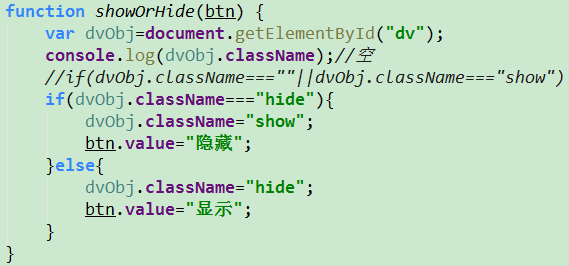 function showOrHide(btn) {
    var dvObj=document.getElementById("dv");
    console.log(dvObj.className);//空
    //if(dvObj.className===""||dvObj.className==="show")
    if(dvObj.className==="hide"){
        dvObj.className="show";
        btn.value="隐藏";
    }else{
        dvObj.className="hide";
        btn.value="显示";
    }
}